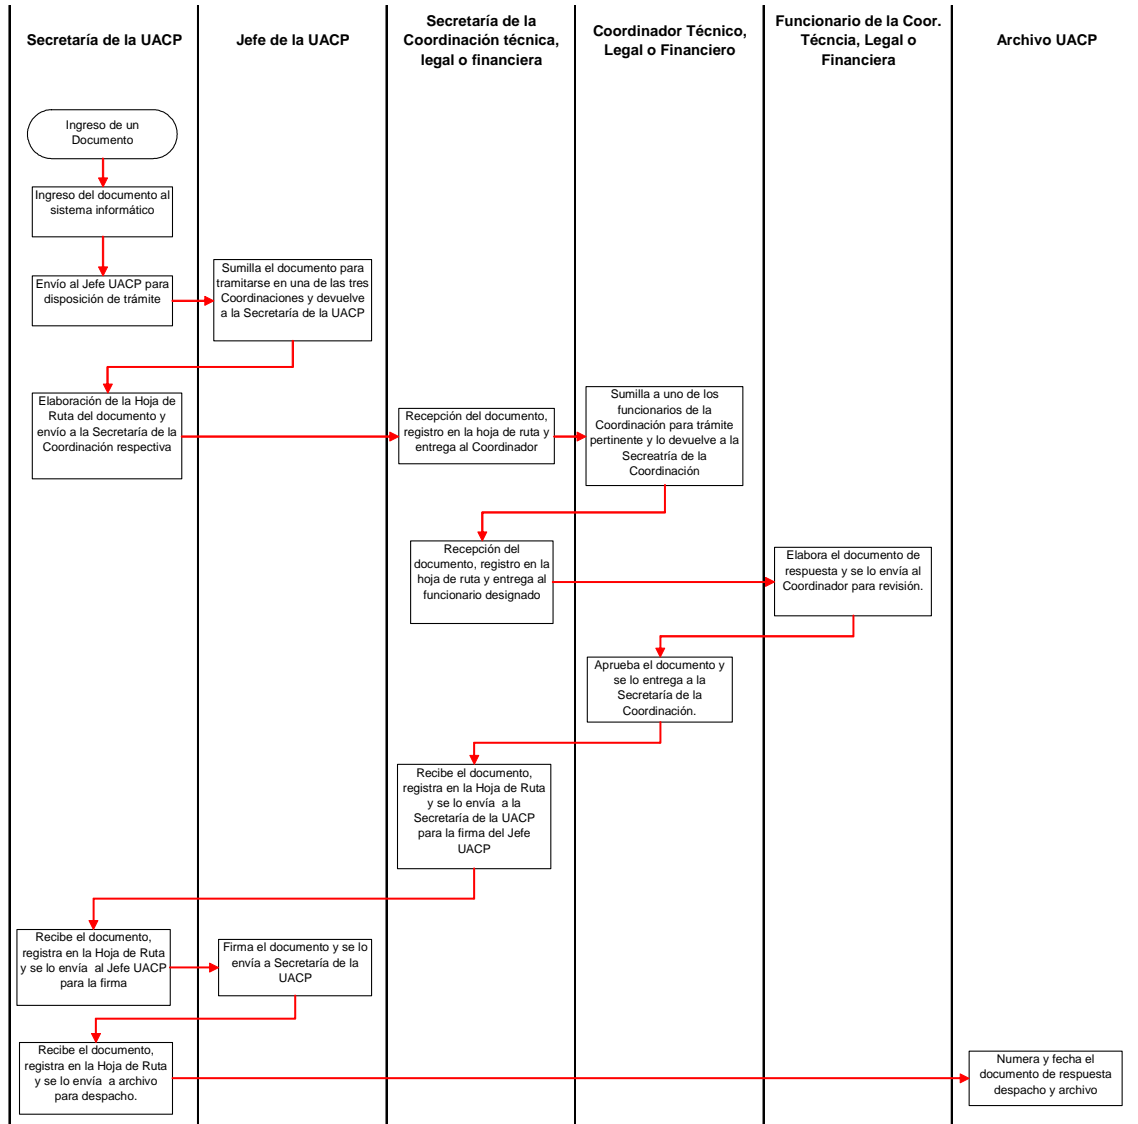 Secretaría de la UACP
Jefe de la UACP
Secretaría de la
Coordinación técnica,
legal o financiera
Coordinador Técnico,
Legal o Financiero
Funcionario de la Coor.
Técncia, Legal o
Financiera
Archivo UACP
Ingreso de un
Documento
Ingreso del documento al
sistema informático
Envío al Jefe UACP para
disposición de trámite
Sumilla el documento para
tramitarse en una de las tres
Coordinaciones y devuelve
a la Secretaría de la UACP
Elaboración de la Hoja de
Ruta del documento y
envío a la Secretaría de la
Coordinación respectiva
Recepción del documento,
registro en la hoja de ruta y
entrega al Coordinador
Sumilla a uno de los
funcionarios de la
Coordinación para trámite
pertinente y lo devuelve a la
Secreatría de la
Coordinación
Recepción del
documento, registro en la
hoja de ruta y entrega al
funcionario designado
Elabora el documento de
respuesta y se lo envía al
Coordinador para revisión.
Aprueba el documento y
se lo entrega a la
Secretaría de la
Coordinación.
Recibe el documento,
registra en la Hoja de Ruta
y se lo envía a la
Secretaría de la UACP
para la firma del Jefe
UACP
Recibe el documento,
registra en la Hoja de Ruta
y se lo envía al Jefe UACP
para la firma
Firma el documento y se lo
envía a Secretaría de la
UACP
Recibe el documento,
registra en la Hoja de Ruta
y se lo envía a archivo
para despacho.
Numera y fecha el
documento de respuesta
despacho y archivo